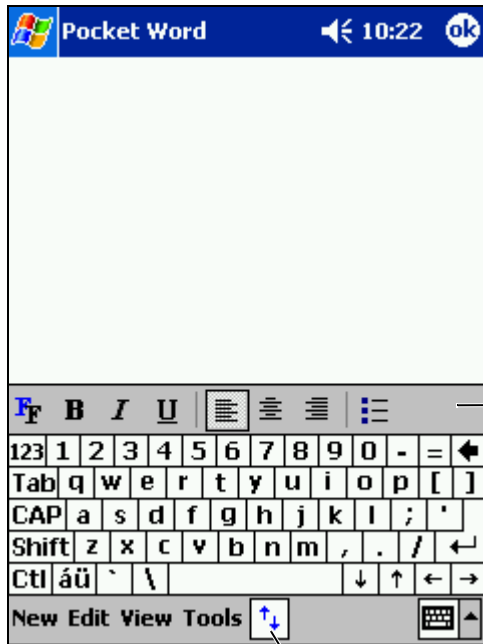 Pocket Word 10:22 ok
FF B I U
123 1 2 3 4 5 6 7 8 9 0 - =
Tab q w e r t y u i o p [ ]
CAP a s d f g h j k l ; '
Shift z x c v b n m , . / ↵
Ctl áü ` \ ↓ ↑ ← →
New Edit View Tools